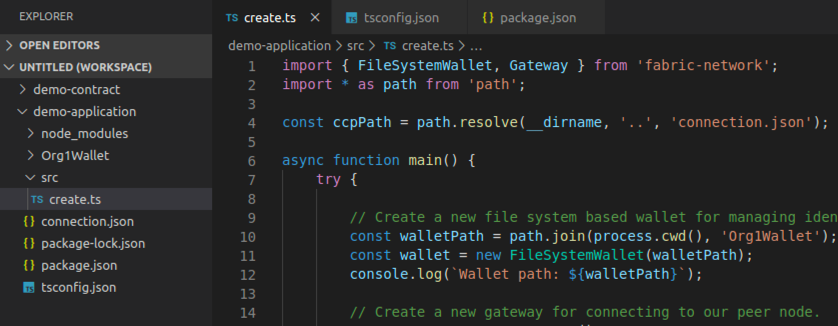 EXPLORER
OPEN EDITORS
UNTITLED (WORKSPACE)
demo-contract
demo-application
node_modules
Org1Wallet
src
TS create.ts
{} connection.json
{} package-lock.json
{} package.json
TS tsconfig.json
TS create.ts × TS tsconfig.json {} package.json
demo-application > src > TS create.ts > ...
1 import { FileSystemWallet, Gateway } from 'fabric-network';
2 import * as path from 'path';
3
4 const ccpPath = path.resolve(__dirname, '..', 'connection.json');
5
6 async function main() {
7 try {
8
9 // Create a new file system based wallet for managing iden
10 const walletPath = path.join(process.cwd(), 'Org1Wallet');
11 const wallet = new FileSystemWallet(walletPath);
12 console.log(`Wallet path: ${walletPath}`);
13
14 // Create a new gateway for connecting to our peer node.